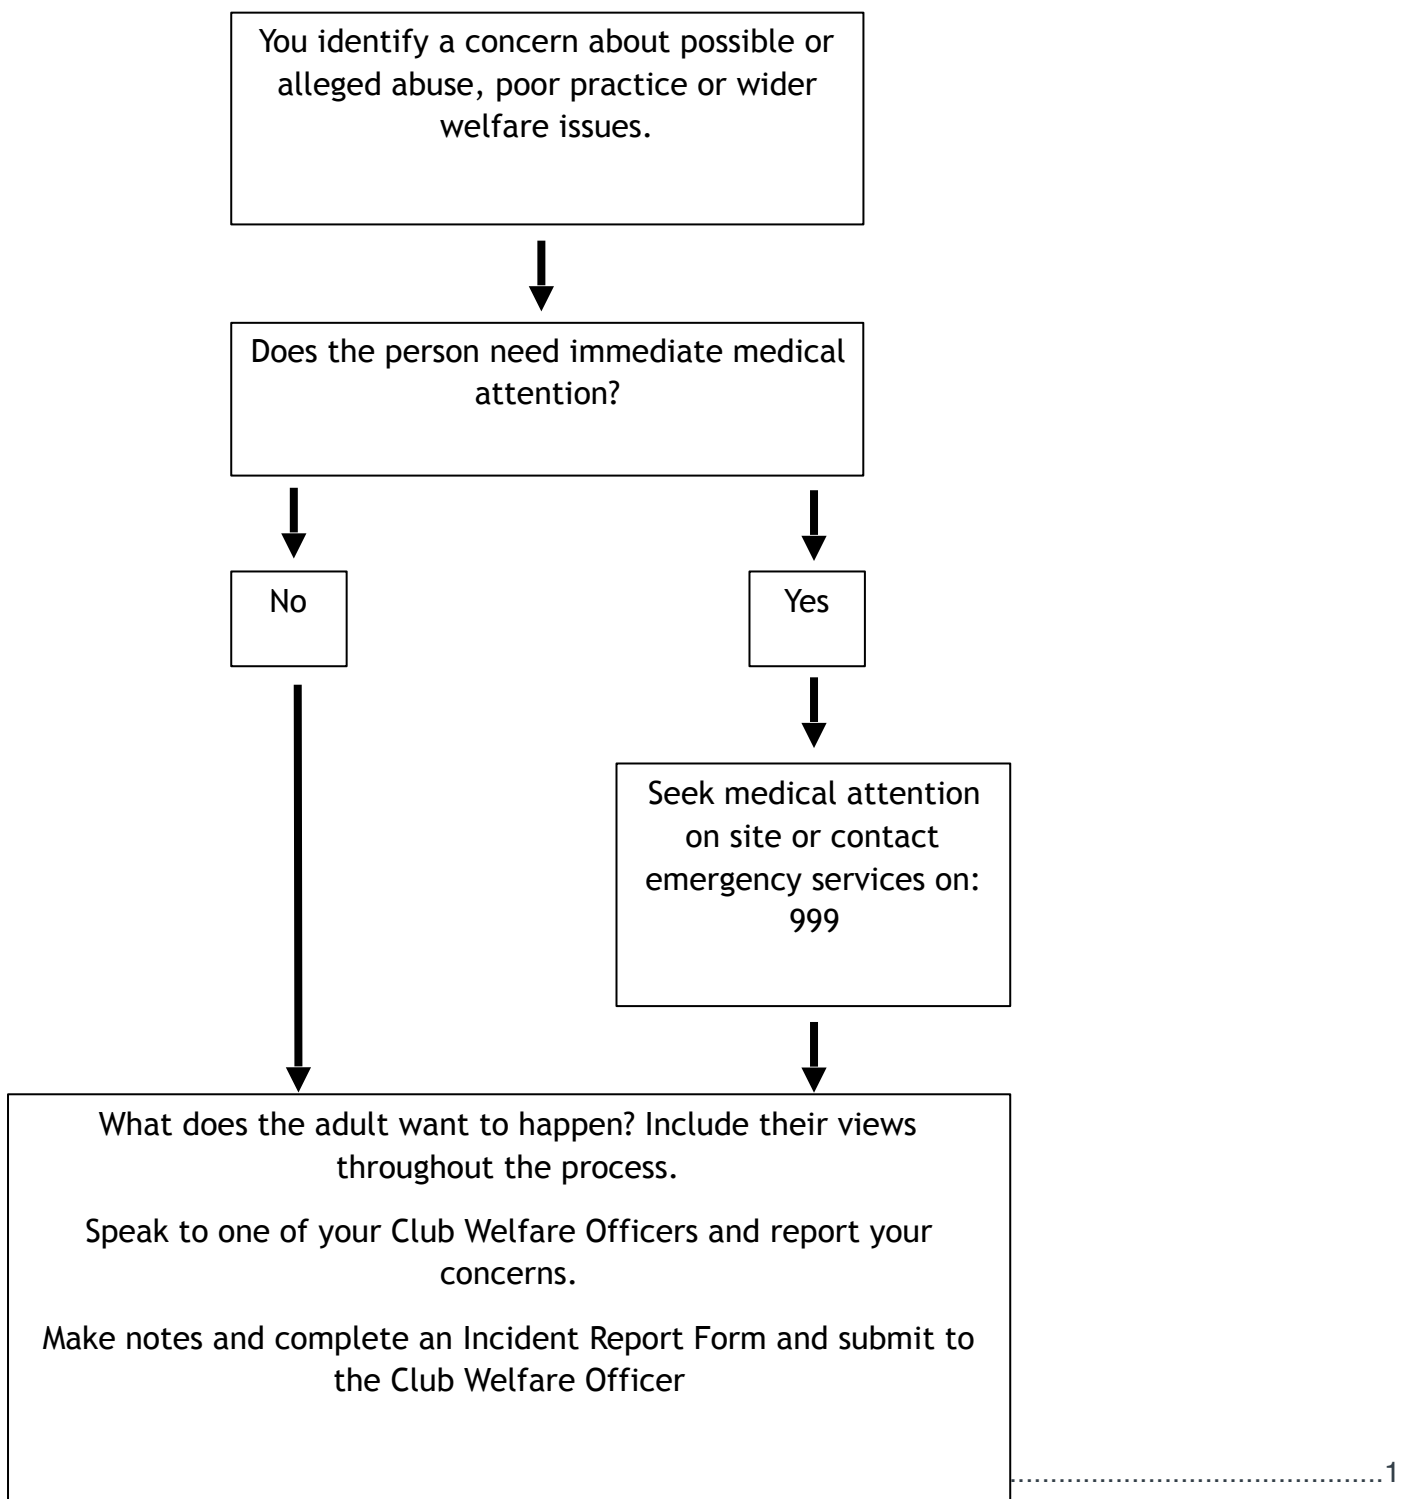 You identify a concern about possible or
alleged abuse, poor practice or wider
welfare issues.
Does the person need immediate medical
attention?
No
Yes
Seek medical attention
on site or contact
emergency services on:
999
What does the adult want to happen? Include their views
throughout the process.
Speak to one of your Club Welfare Officers and report your
concerns.
Make notes and complete an Incident Report Form and submit to
the Club Welfare Officer
...............................................1